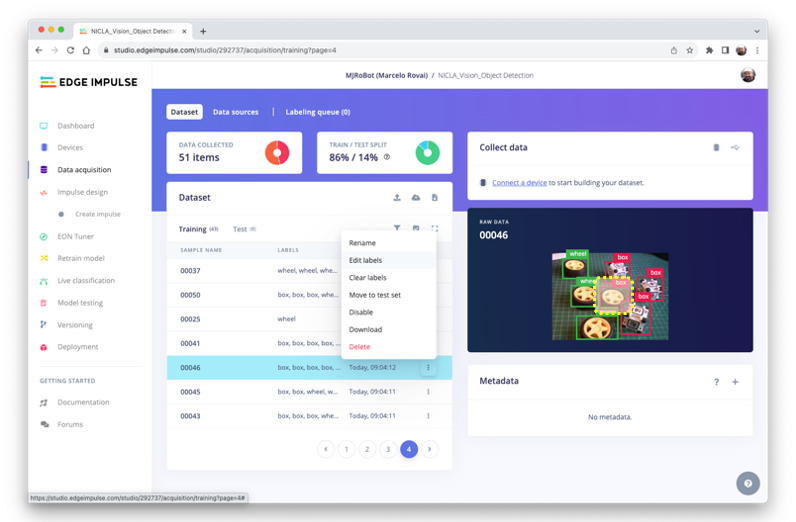 NICLA_Vision_Object Detecti
studio.edgeimpulse.com/studio/292737/acquisition/training?page=4
EDGE IMPULSE
MJRoBot (Marcelo Rovai) / NICLA_Vision_Object Detection
Dashboard
Devices
Data acquisition
Impulse design
Create impulse
EON Tuner
Retrain model
Live classification
Model testing
Versioning
Deployment
GETTING STARTED
Documentation
Forums
Dataset Data sources | Labeling queue (0)
DATA COLLECTED
51 items
TRAIN / TEST SPLIT
86% / 14%
Dataset
Training (43) Test (8)
SAMPLE NAME LABELS
00037 wheel, wheel, whe...
00050 box, box, box, whe...
00025 wheel
00041 box, box, box, box, ...
00046 box, box, box, box, ... Today, 09:04:12
00045 box, box, wheel, w... Today, 09:04:11
00043 box, box, box, whe... Today, 09:04:11
Rename
Edit labels
Clear labels
Move to test set
Disable
Download
Delete
1 2 3 4
Collect data
Connect a device to start building your dataset.
RAW DATA
00046
wheel
box
box
whee
box
box
Metadata ? +
No metadata.
?
https://studio.edgeimpulse.com/studio/292737/acquisition/training?page=4#